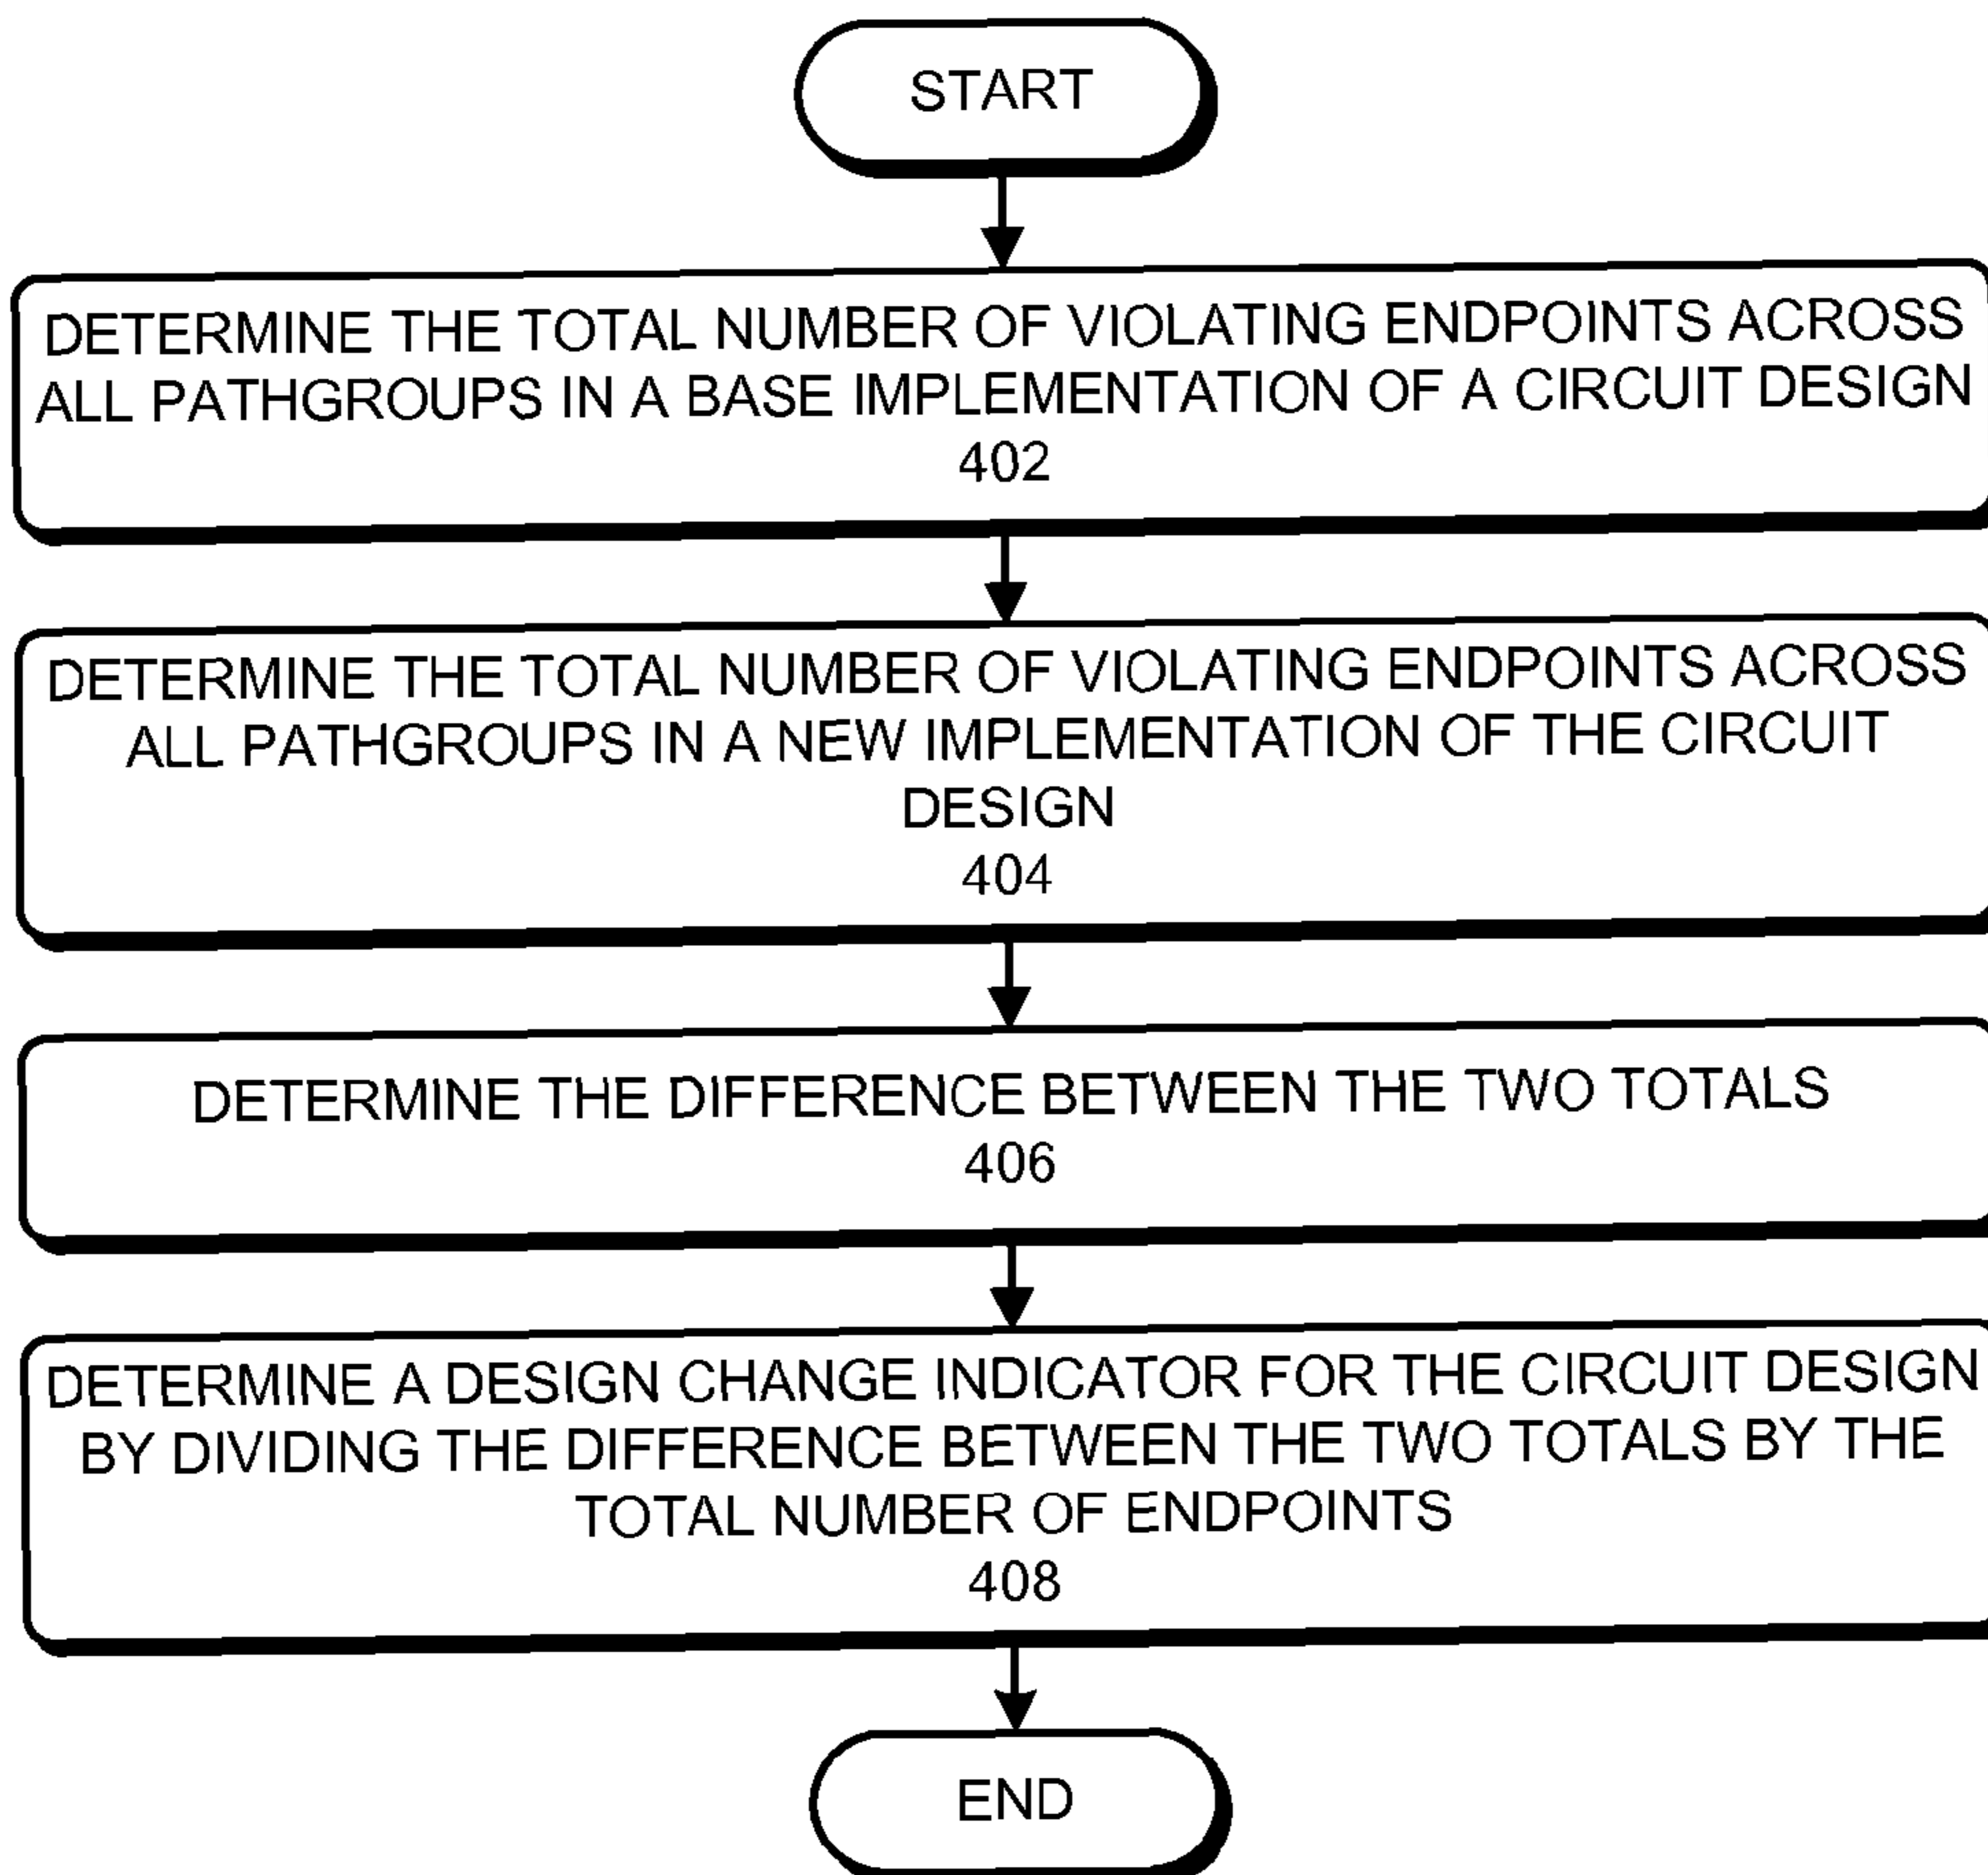 START
DETERMINE THE TOTAL NUMBER OF VIOLATING ENDPOINTS ACROSS
ALL PATHGROUPS IN A BASE IMPLEMENTATION OF A CIRCUIT DESIGN
402
DETERMINE THE TOTAL NUMBER OF VIOLATING ENDPOINTS ACROSS
ALL PATHGROUPS IN A NEW IMPLEMENTATION OF THE CIRCUIT
DESIGN
404
DETERMINE THE DIFFERENCE BETWEEN THE TWO TOTALS
406
DETERMINE A DESIGN CHANGE INDICATOR FOR THE CIRCUIT DESIGN
BY DIVIDING THE DIFFERENCE BETWEEN THE TWO TOTALS BY THE
TOTAL NUMBER OF ENDPOINTS
408
END